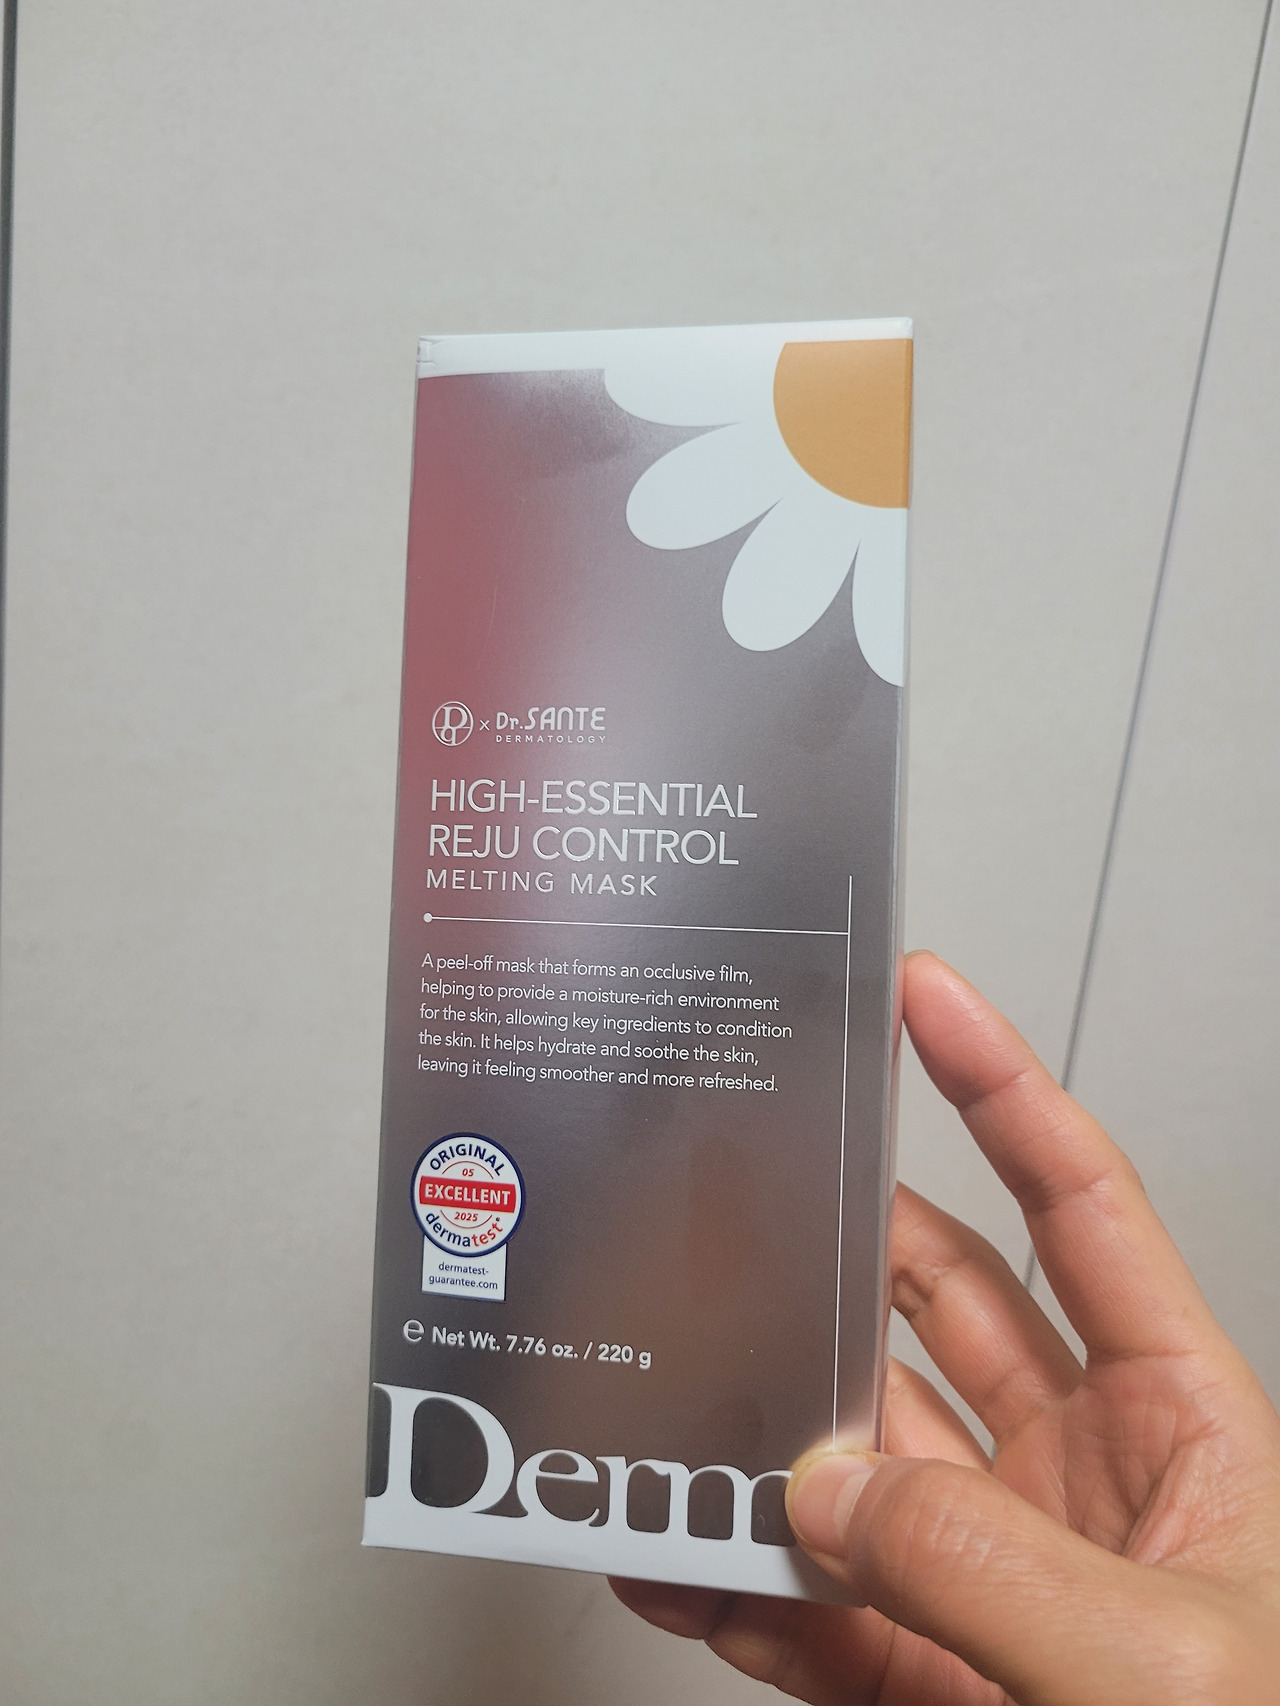 Dr.SANTE
DERMATOLOGY
HIGH-ESSENTIAL
REJU CONTROL
MELTING MASK
A peel-off mask that forms an occlusive film,
helping to provide a moisture-rich environment
for the skin, allowing key ingredients to condition
the skin. It helps hydrate and soothe the skin,
leaving it feeling smoother and more refreshed.
ORIGINAL
05
EXCELLENT
2025
dermatest®
dermatest-
guarantee.com
e Net Wt. 7.76 oz. / 220 g
Derm